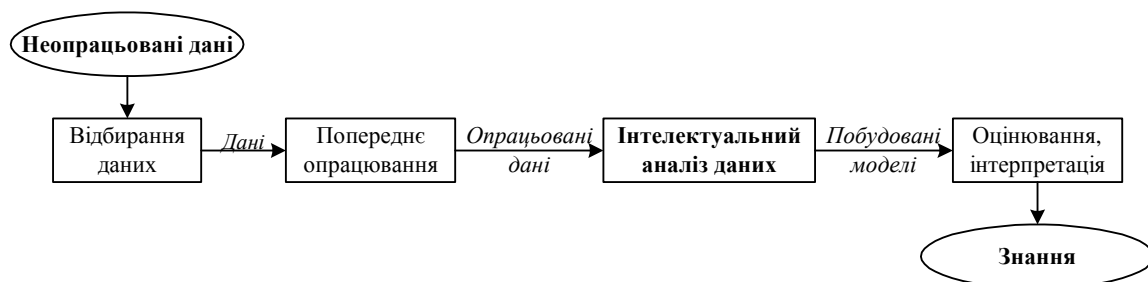 Неопрацьовані дані
Відбирання
даних
Дані
Попереднє
опрацювання
Опрацьовані
дані
Інтелектуальний
аналіз даних
Побудовані
моделі
Оцінювання,
інтерпретація
Знання